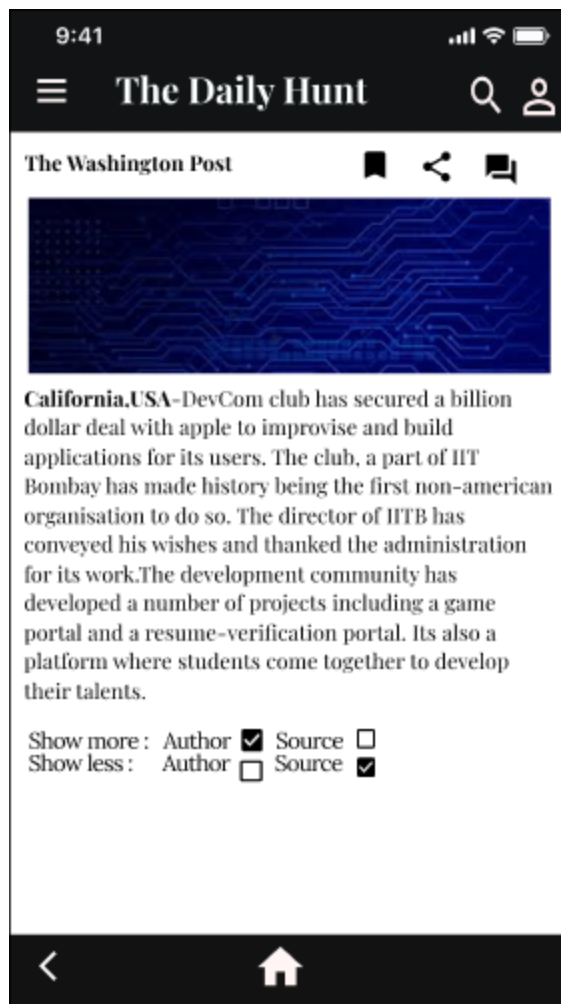 9:41
The Daily Hunt
The Washington Post
California,USA-DevCom club has secured a billion
dollar deal with apple to improvise and build
applications for its users. The club, a part of IIT
Bombay has made history being the first non-american
organisation to do so. The director of IITB has
conveyed his wishes and thanked the administration
for its work.The development community has
developed a number of projects including a game
portal and a resume-verification portal. Its also a
platform where students come together to develop
their talents.
Show more : Author Source
Show less : Author Source